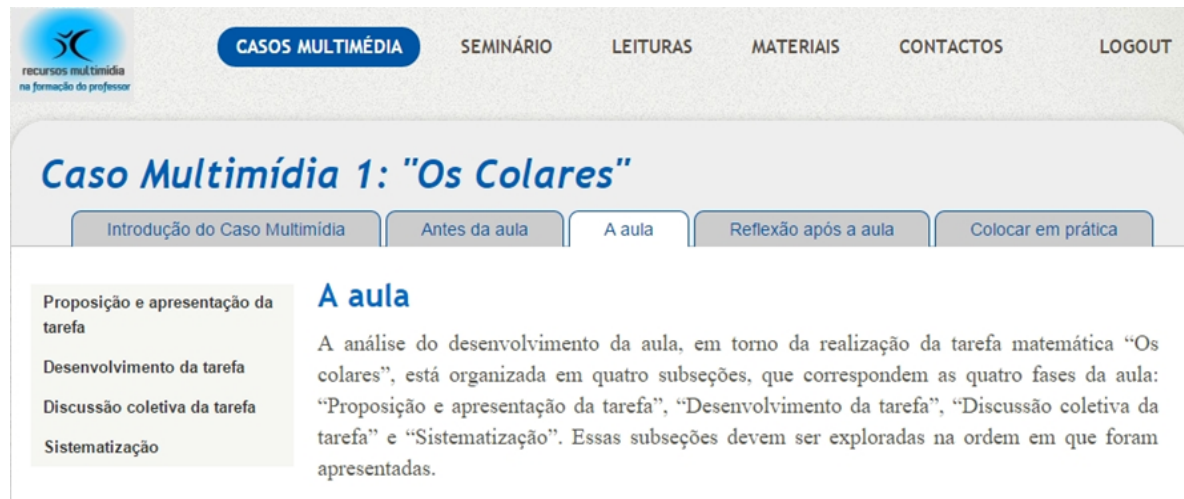 recursos multimídia
na formação do professor
CASOS MULTIMÉDIA
SEMINÁRIO
LEITURAS
MATERIAIS
CONTACTOS
LOGOUT
Caso Multimídia 1: "Os Colares"
Introdução do Caso Multimídia
Antes da aula
A aula
Reflexão após a aula
Colocar em prática
Proposição e apresentação da
tarefa
Desenvolvimento da tarefa
Discussão coletiva da tarefa
Sistematização
A aula
A análise do desenvolvimento da aula, em torno da realização da tarefa matemática “Os
colares”, está organizada em quatro subseções, que correspondem as quatro fases da aula:
“Proposição e apresentação da tarefa”, “Desenvolvimento da tarefa”, “Discussão coletiva da
tarefa” e “Sistematização”. Essas subseções devem ser exploradas na ordem em que foram
apresentadas.